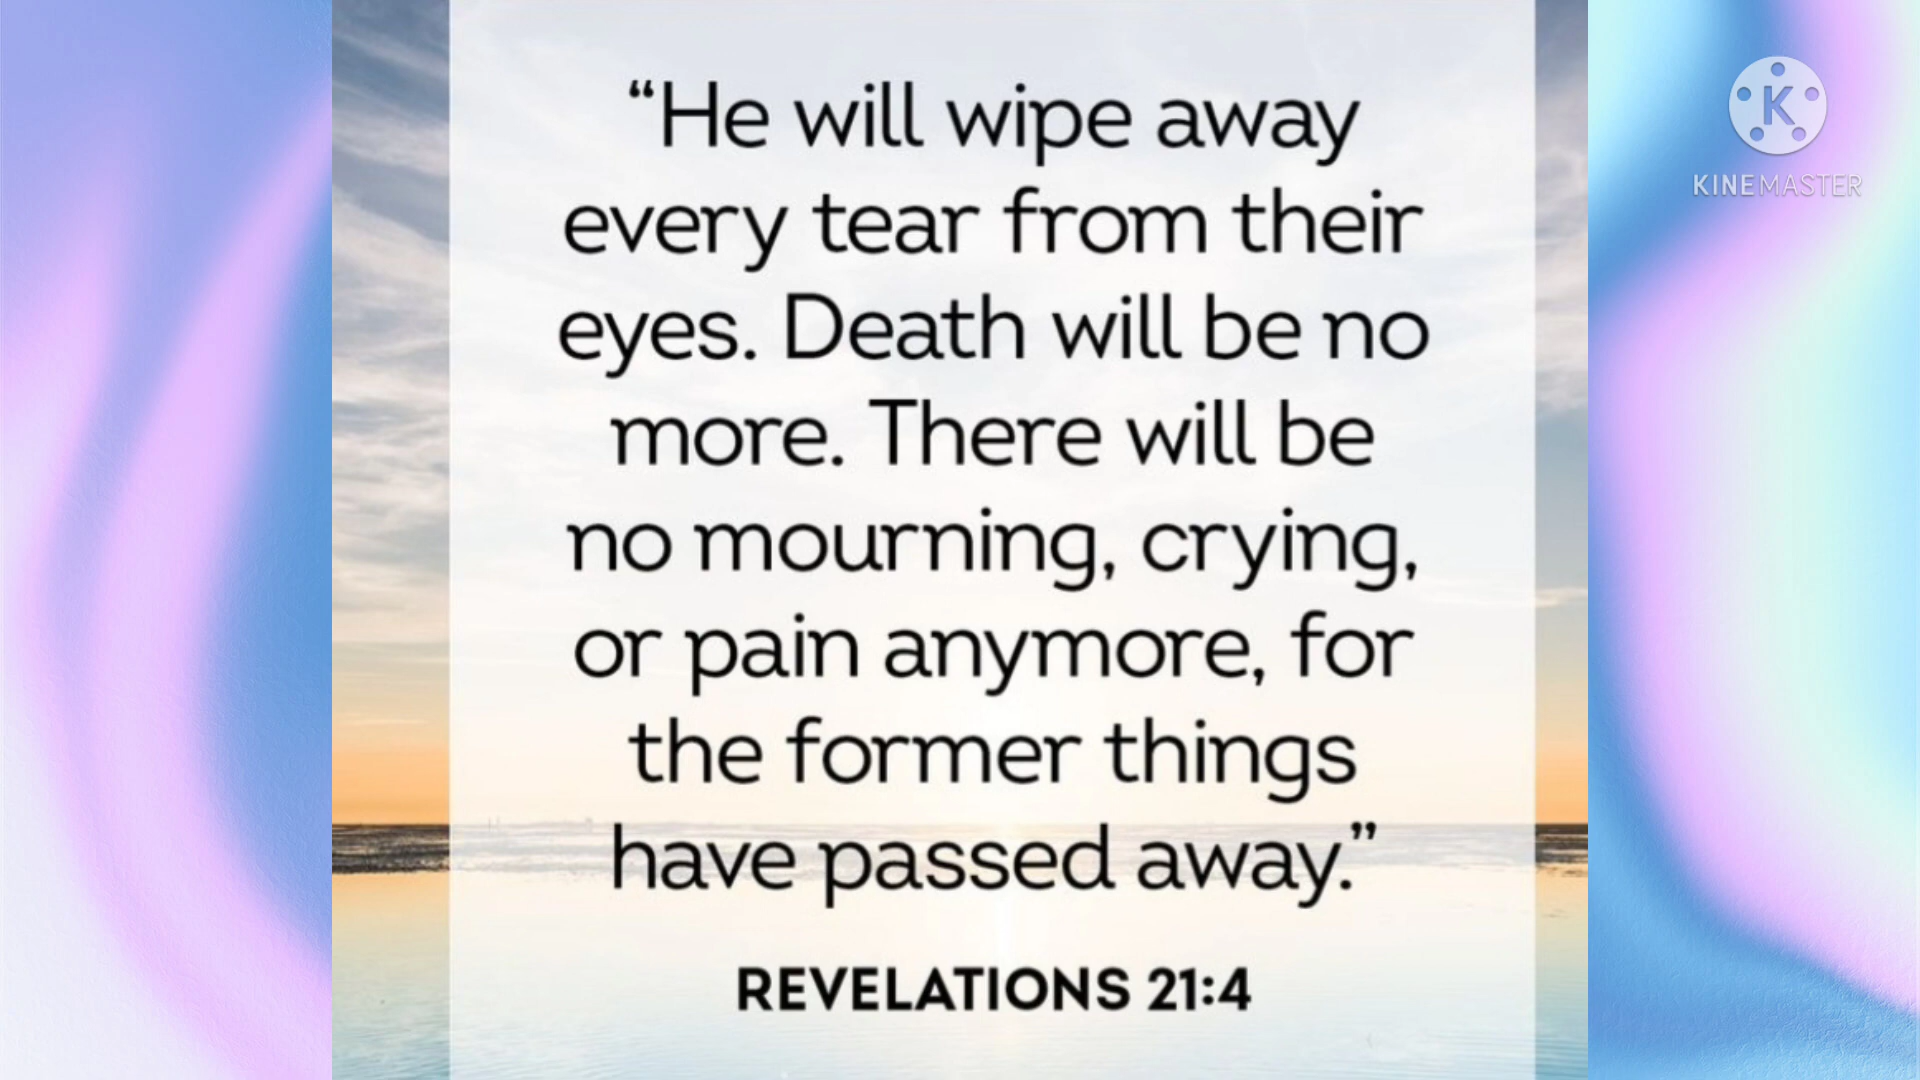 “He will wipe away
every tear from their
eyes. Death will be no
more. There will be
no mourning, crying,
or pain anymore, for
the former things
have passed away.”
REVELATIONS 21:4
K
KINEMASTER